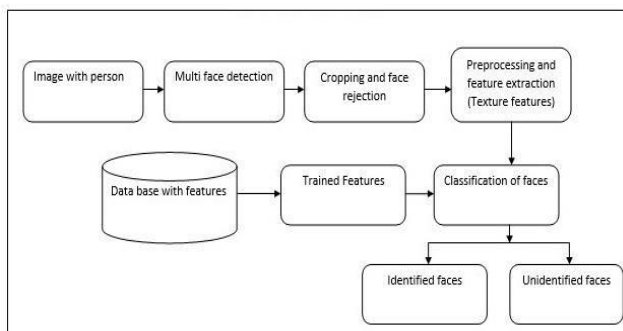 Image with person
Multi face detection
Cropping and face
rejection
Preprocessing and
feature extraction
(Texture features)
Data base with features
Trained Features
Classification of faces
Identified faces
Unidentified faces